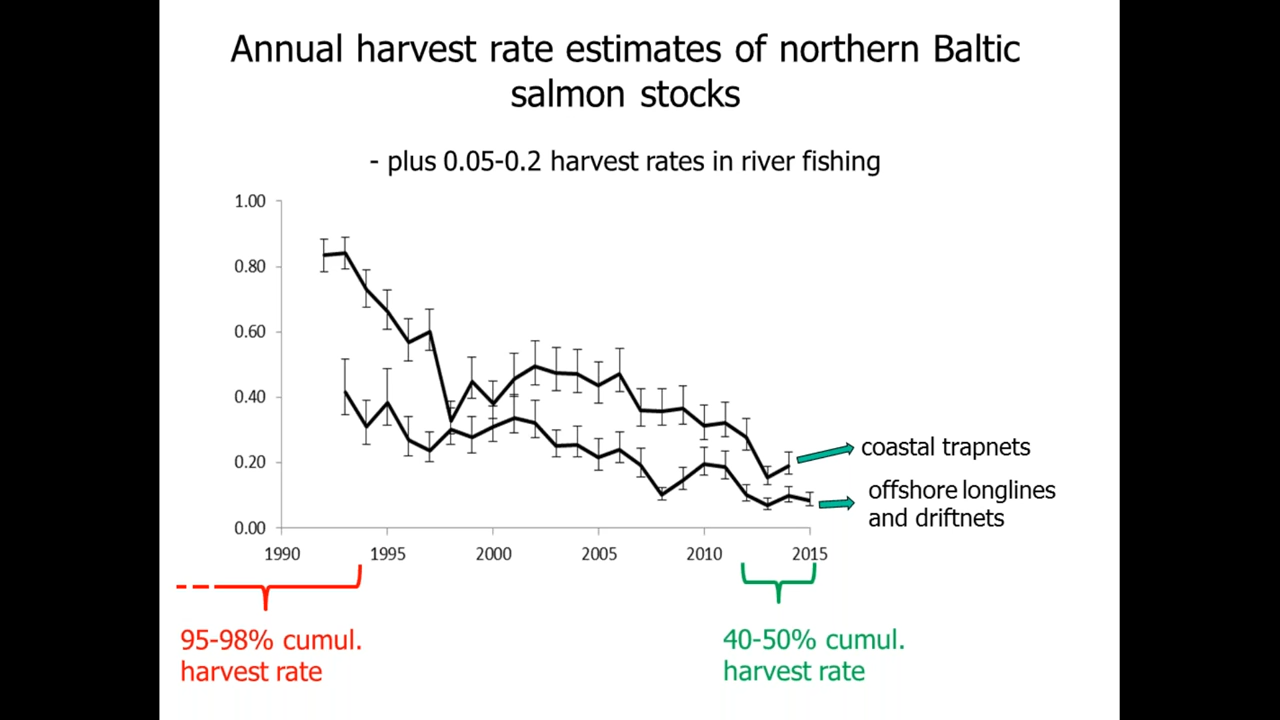 Annual harvest rate estimates of northern Baltic
salmon stocks
- plus 0.05-0.2 harvest rates in river fishing
1.00
0.80
0.60
0.40
0.20
0.00
1990 1995 2000 2005 2010 2015
coastal trapnets
offshore longlines
and driftnets
95-98% cumul.
harvest rate
40-50% cumul.
harvest rate